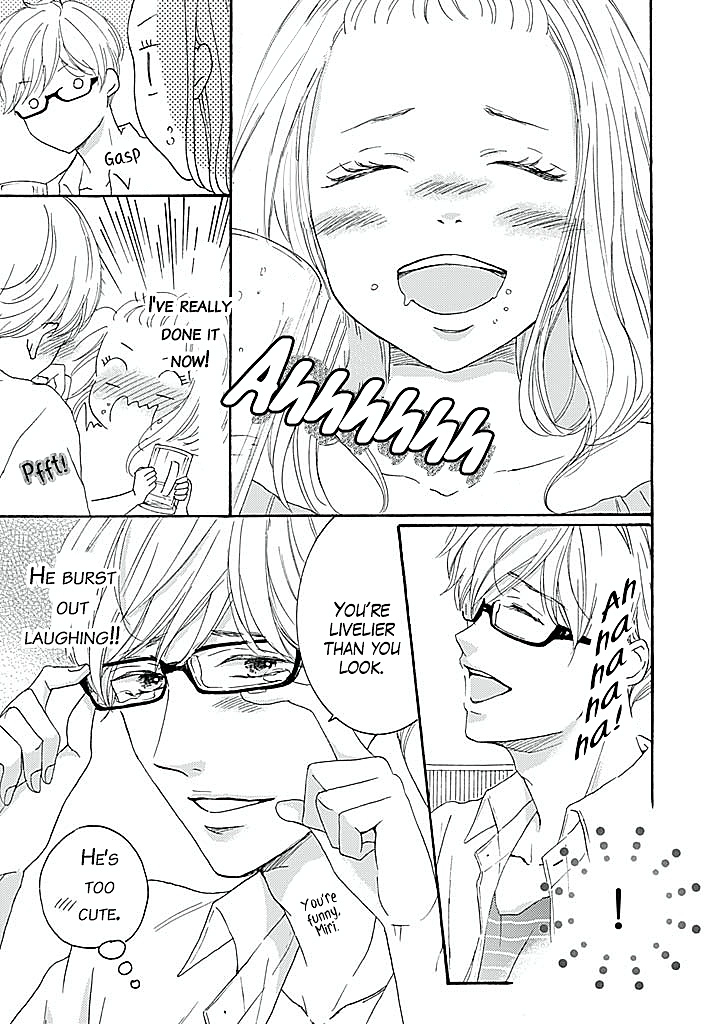 Ahhhhhh
Gasp
I'VE REALLY
DONE IT
NOW!
Pfft!
Ah
ha
ha
ha
ha!
!
YOU'RE
LIVELIER
THAN YOU
LOOK.
HE BURST
OUT
LAUGHING!!
You're
funny,
Miri.
HE'S
TOO
CUTE.